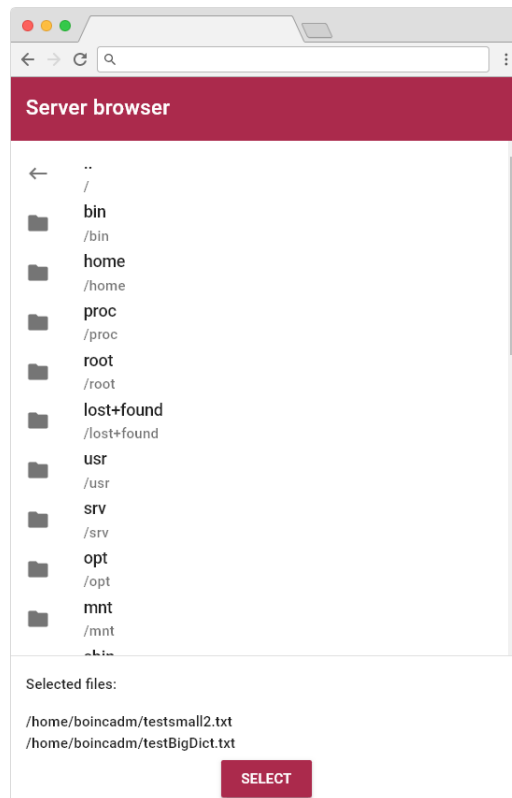 Server browser
..
/
bin
/bin
home
/home
proc
/proc
root
/root
lost+found
/lost+found
usr
/usr
srv
/srv
opt
/opt
mnt
/mnt
Selected files:
/home/boincadm/testsmall2.txt
/home/boincadm/testBigDict.txt
SELECT